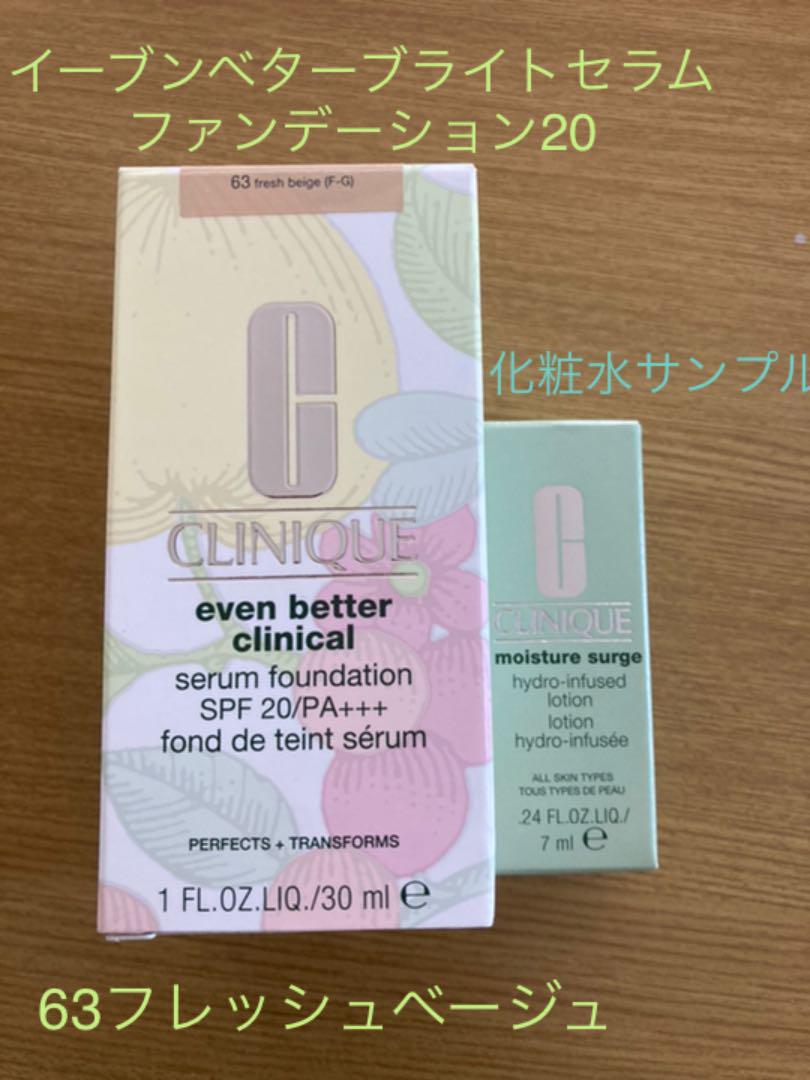 イーブンベターブライトセラム
ファンデーション20
63 fresh beige (F-G)
CLINIQUE
even better
clinical
serum foundation
SPF 20/PA+++
fond de teint sérum
PERFECTS + TRANSFORMS
1 FL.OZ.LIQ./30 ml e
化粧水サンプル
CLINIQUE
moisture surge
hydro-infused
lotion
lotion
hydro-infusée
ALL SKIN TYPES
TOUS TYPES DE PEAU
.24 FL.OZ.LIQ./
7 ml e
63フレッシュベージュ